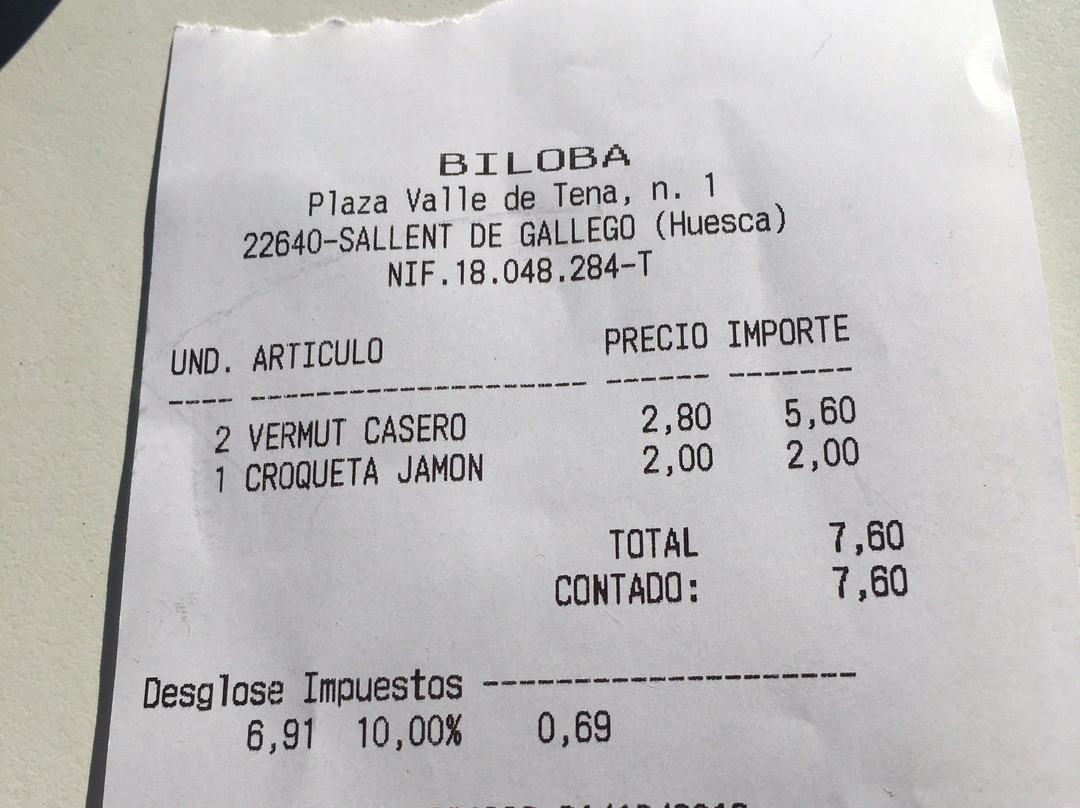 BILOBA
Plaza Valle de Tena, n. 1
22640-SALLENT DE GALLEGO (Huesca)
NIF.18.048.284-T
UND. ARTICULO PRECIO IMPORTE
2 VERMUT CASERO 2,80 5,60
1 CROQUETA JAMON 2,00 2,00
TOTAL 7,60
CONTADO: 7,60
Desglose Impuestos
6,91 10,00% 0,69